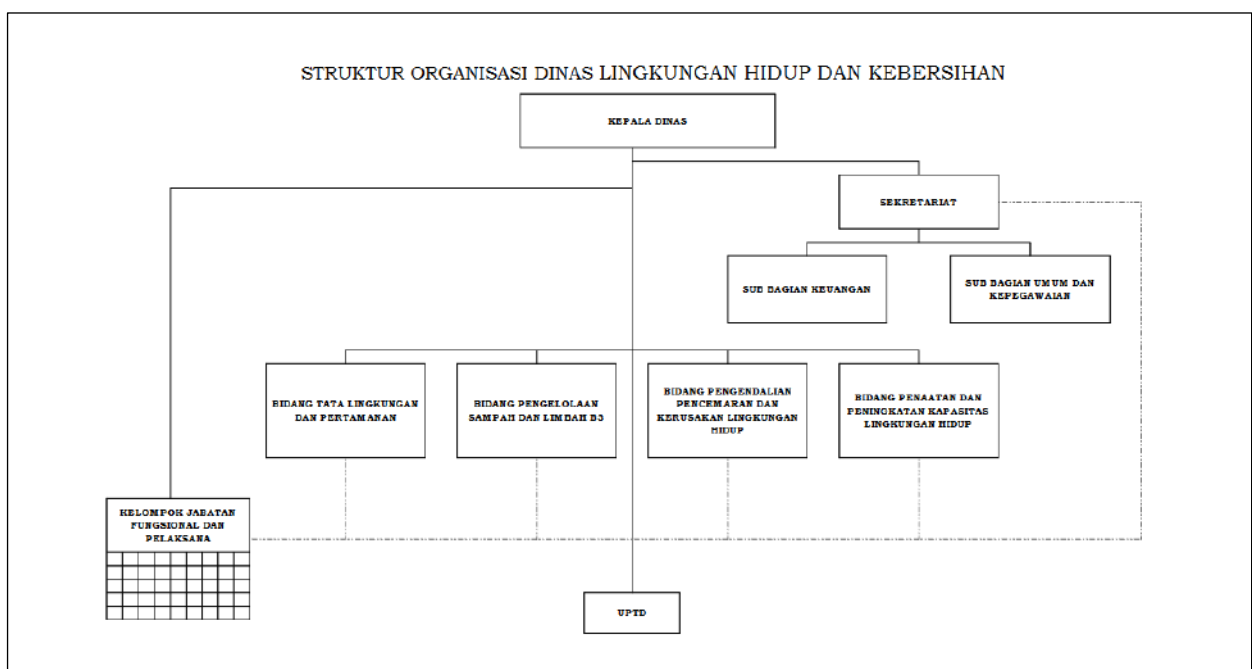 STRUKTUR ORGANISASI DINAS LINGKUNGAN HIDUP DAN KEBERSIHAN
KEPALA DINAS
SEKRETARIAT
SUB BAGIAN KEUANGAN
SUB BAGIAN UMUM DAN
KEPEGAWAIAN
BIDANG TATA LINGKUNGAN
DAN PERTAMANAN
BIDANG PENGELOLAAN
SAMPAH DAN LIMBAH B3
BIDANG PENGENDALIAN
PENCEMARAN DAN
KERUSAKAN LINGKUNGAN
HIDUP
BIDANG PENAATAN DAN
PENINGKATAN KAPASITAS
LINGKUNGAN HIDUP
KELOMPOK JABATAN
FUNGSIONAL DAN
PELAKSANA
UPTD